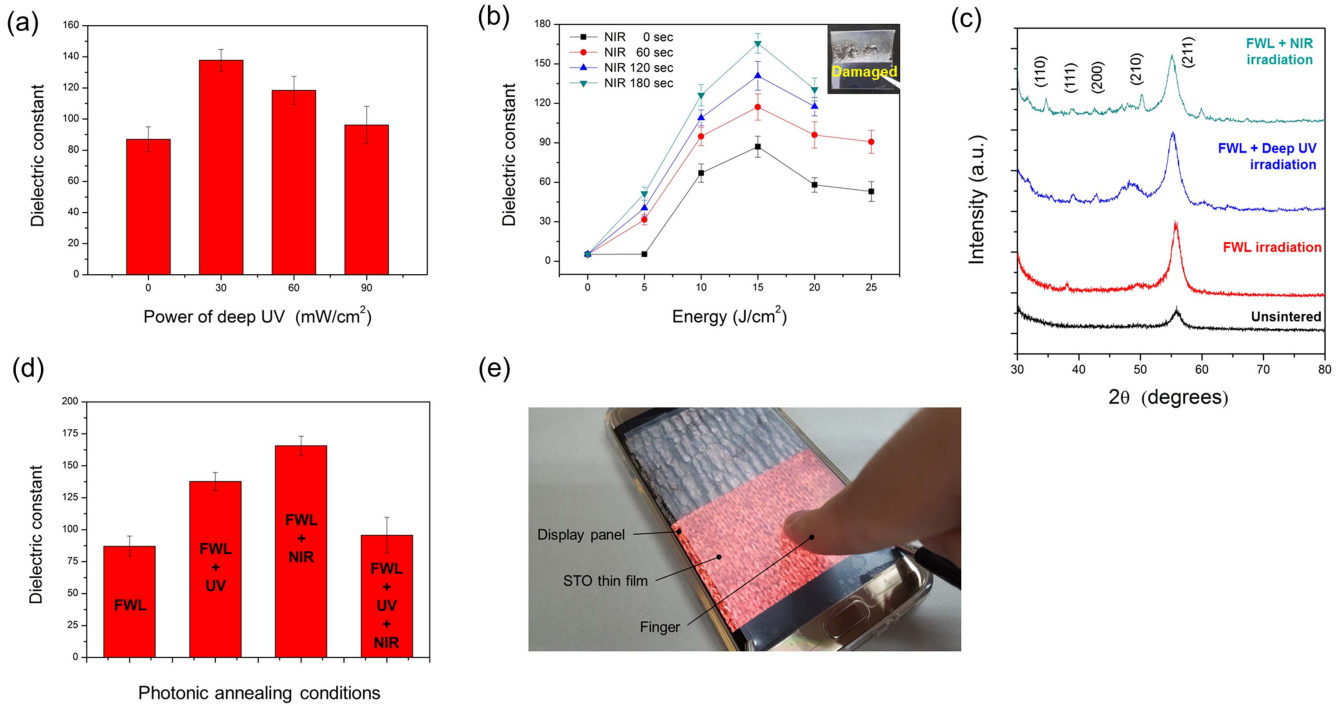 (a)
160
140
120
100
80
60
40
20
0
Dielectric constant
0 30 60 90
Power of deep UV (mW/cm²)
(b)
180
150
120
90
60
30
0
Dielectric constant
NIR 0 sec
NIR 60 sec
NIR 120 sec
NIR 180 sec
Damaged
0 5 10 15 20 25
Energy (J/cm²)
(c)
Intensity (a.u.)
FWL + NIR
irradiation
(110) (111) (200) (210) (211)
FWL + Deep UV
irradiation
FWL irradiation
Unsintered
30 40 50 60 70 80
2θ (degrees)
(d)
200
175
150
125
100
75
50
25
0
Dielectric constant
FWL
FWL
+
UV
FWL
+
NIR
FWL
+
UV
+
NIR
Photonic annealing conditions
(e)
Display panel
STO thin film
Finger